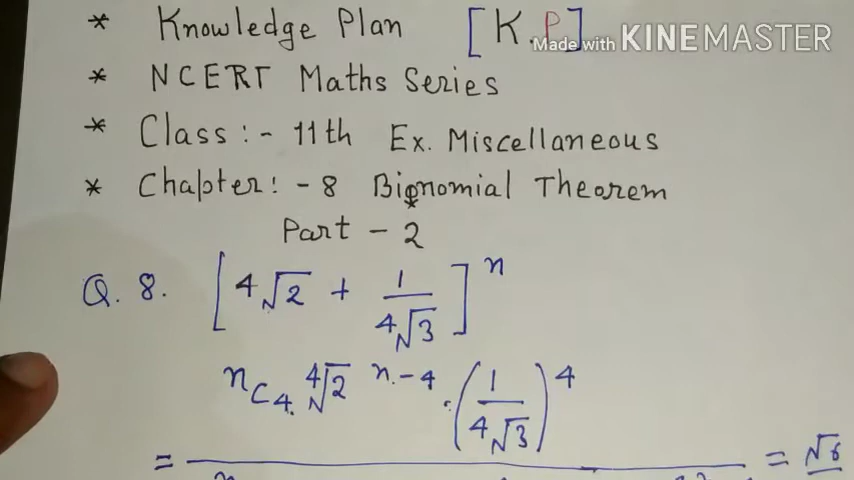 * Knowledge Plan [K.P]
Made with KINEMASTER
* NCERT Maths Series
* Class :- 11th Ex. Miscellaneous
* Chapter :- 8 Binomial Theorem
Part - 2
Q. 8. [ 4√2 + 1/4√3 ]ⁿ
ⁿC₄. ∜2 ⁿ·⁻⁴ . (1/4√3)⁴
= = √6